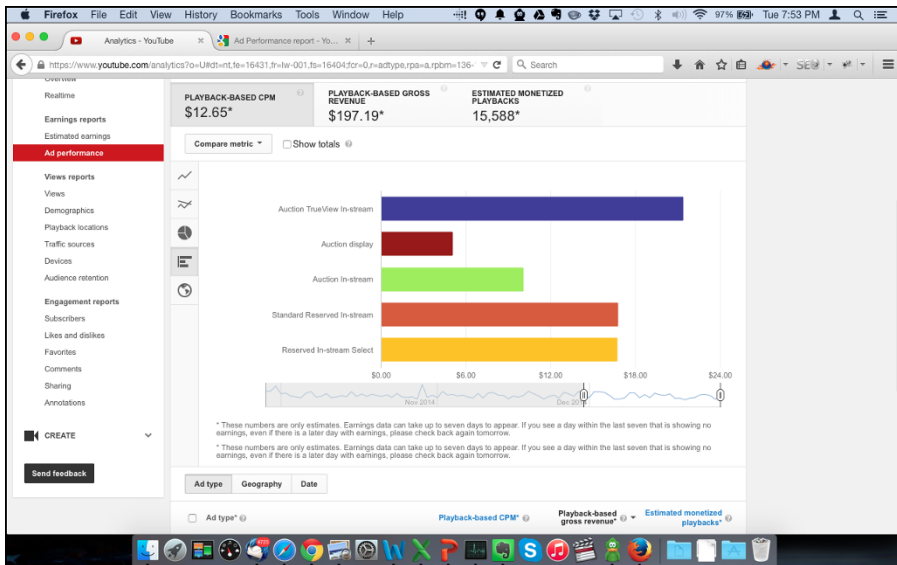 Firefox File Edit View History Bookmarks Tools Window Help 97% Tue 7:53 PM
Analytics - YouTube × Ad Performance report - Yo... × +
https://www.youtube.com/analytics?o=U#dt=nt,fe=16431,fr=lw-001,fs=16404;fcr=0,r=adtype,rpa=a,rpbm=136- Search
Overview
Realtime
Earnings reports
Estimated earnings
Ad performance
Views reports
Views
Demographics
Playback locations
Traffic sources
Devices
Audience retention
Engagement reports
Subscribers
Likes and dislikes
Favorites
Comments
Sharing
Annotations
CREATE
Send feedback
PLAYBACK-BASED CPM
$12.65*
PLAYBACK-BASED GROSS
REVENUE
$197.19*
ESTIMATED MONETIZED
PLAYBACKS
15,588*
Compare metric Show totals
Auction TrueView In-stream
Auction display
Auction In-stream
Standard Reserved In-stream
Reserved In-stream Select
$0.00 $6.00 $12.00 $18.00 $24.00
Nov 2014
* These numbers are only estimates. Earnings data can take up to seven days to appear. If you see a day within the last seven that is showing no
earnings, even if there is a later day with earnings, please check back again tomorrow.
* These numbers are only estimates. Earnings data can take up to seven days to appear. If you see a day within the last seven that is showing no
earnings, even if there is a later day with earnings, please check back again tomorrow.
Ad type Geography Date
Ad type* Playback-based CPM* Playback-based
gross revenue* Estimated monetized
playbacks*